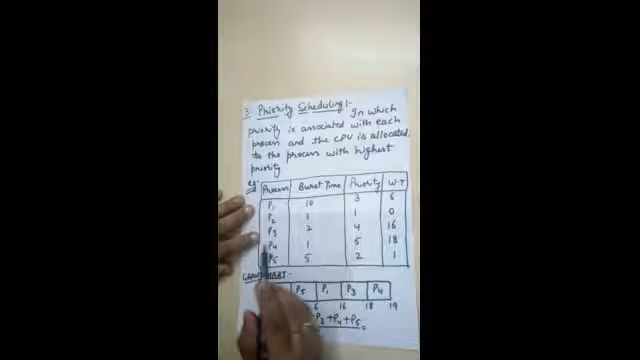 3. Priority Scheduling:- In which
priority is associated with each
process and the CPU is allocated
to the process with highest
priority
eg:-
Process Burst Time Priority W.T
P1 10 3 6
P2 1 1 0
P3 2 4 16
P4 1 5 18
P5 5 2 1
P5 P1 P3 P4
6 16 18 19
+P3+P4+P5